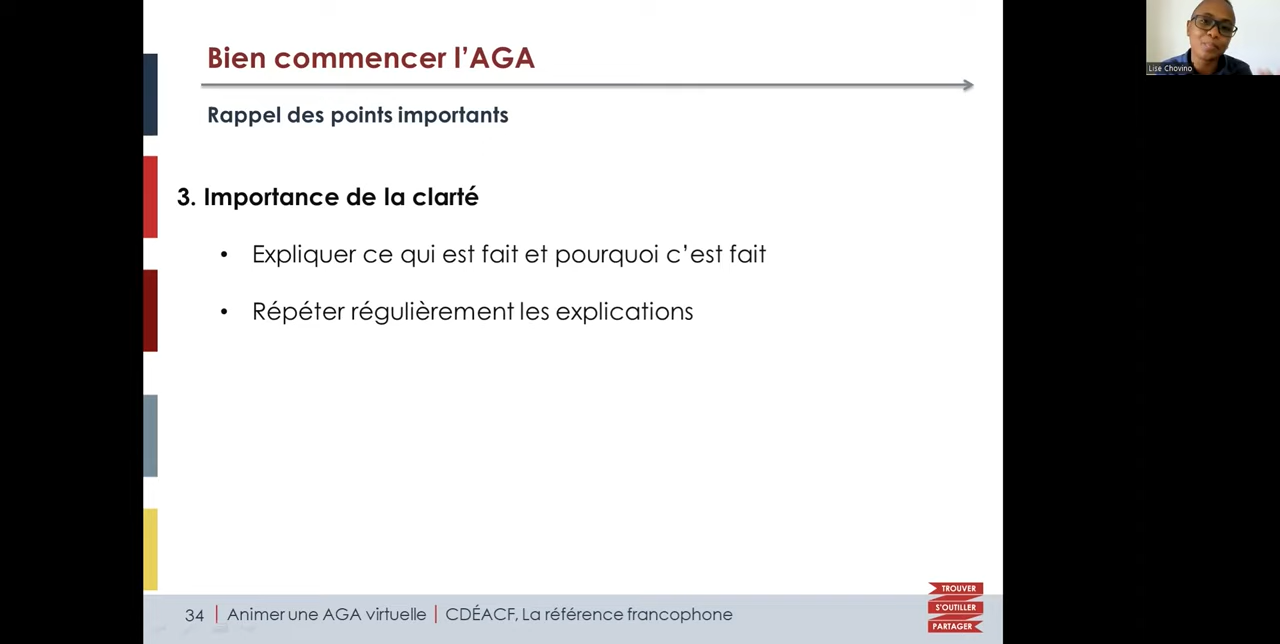 Bien commencer l’AGA
Rappel des points importants
3. Importance de la clarté
• Expliquer ce qui est fait et pourquoi c’est fait
• Répéter régulièrement les explications
34 | Animer une AGA virtuelle | CDÉACF, La référence francophone
TROUVER
S'OUTILLER
PARTAGER
Lise Chovino